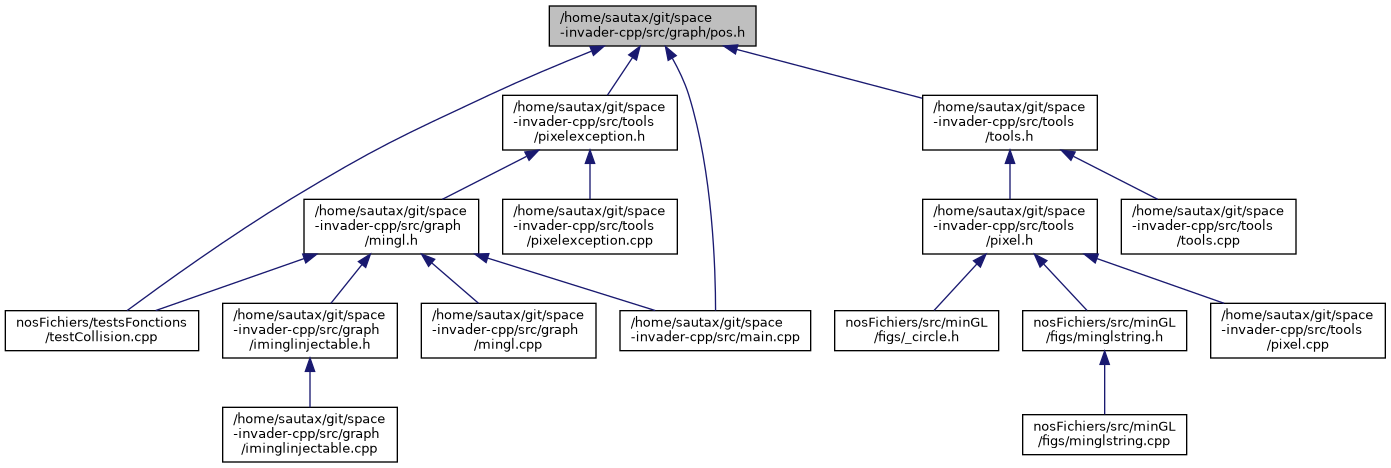 /home/sautax/git/space
-invader-cpp/src/graph/pos.h
/home/sautax/git/space
-invader-cpp/src/tools
/pixelexception.h
/home/sautax/git/space
-invader-cpp/src/tools
/tools.h
/home/sautax/git/space
-invader-cpp/src/graph
/mingl.h
/home/sautax/git/space
-invader-cpp/src/tools
/pixelexception.cpp
/home/sautax/git/space
-invader-cpp/src/tools
/pixel.h
/home/sautax/git/space
-invader-cpp/src/tools
/tools.cpp
nosFichiers/testsFonctions
/testCollision.cpp
/home/sautax/git/space
-invader-cpp/src/graph
/iminglinjectable.h
/home/sautax/git/space
-invader-cpp/src/graph
/mingl.cpp
/home/sautax/git/space
-invader-cpp/src/main.cpp
nosFichiers/src/minGL
/figs/_circle.h
nosFichiers/src/minGL
/figs/minglstring.h
/home/sautax/git/space
-invader-cpp/src/tools
/pixel.cpp
/home/sautax/git/space
-invader-cpp/src/graph
/iminglinjectable.cpp
nosFichiers/src/minGL
/figs/minglstring.cpp